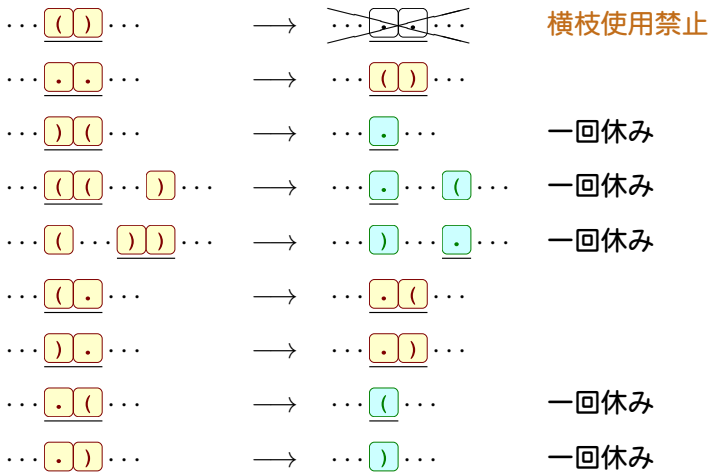 ···( )··· → ···. .··· 横枝使用禁止
···. .··· → ···( )···
···) (··· → ···.··· 一回休み
···( (···)··· → ···.···(··· 一回休み
···(···) )··· → ···)···.··· 一回休み
···( .··· → ···. (···
···) .··· → ···. )···
···. (··· → ···(··· 一回休み
···. )··· → ···)··· 一回休み